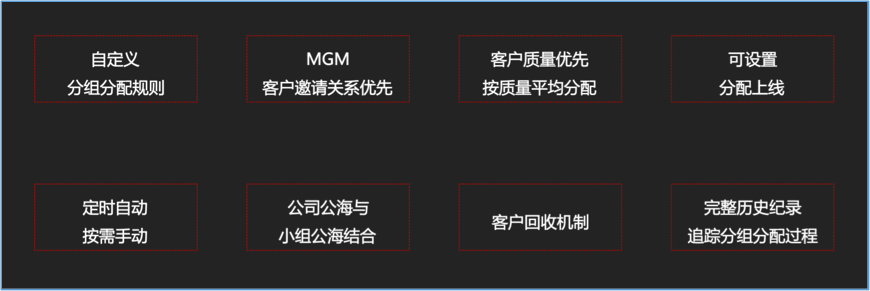 自定义
分组分配规则
MGM
客户邀请关系优先
客户质量优先
按质量平均分配
可设置
分配上线
定时自动
按需手动
公司公海与
小组公海结合
客户回收机制
完整历史纪录
追踪分组分配过程